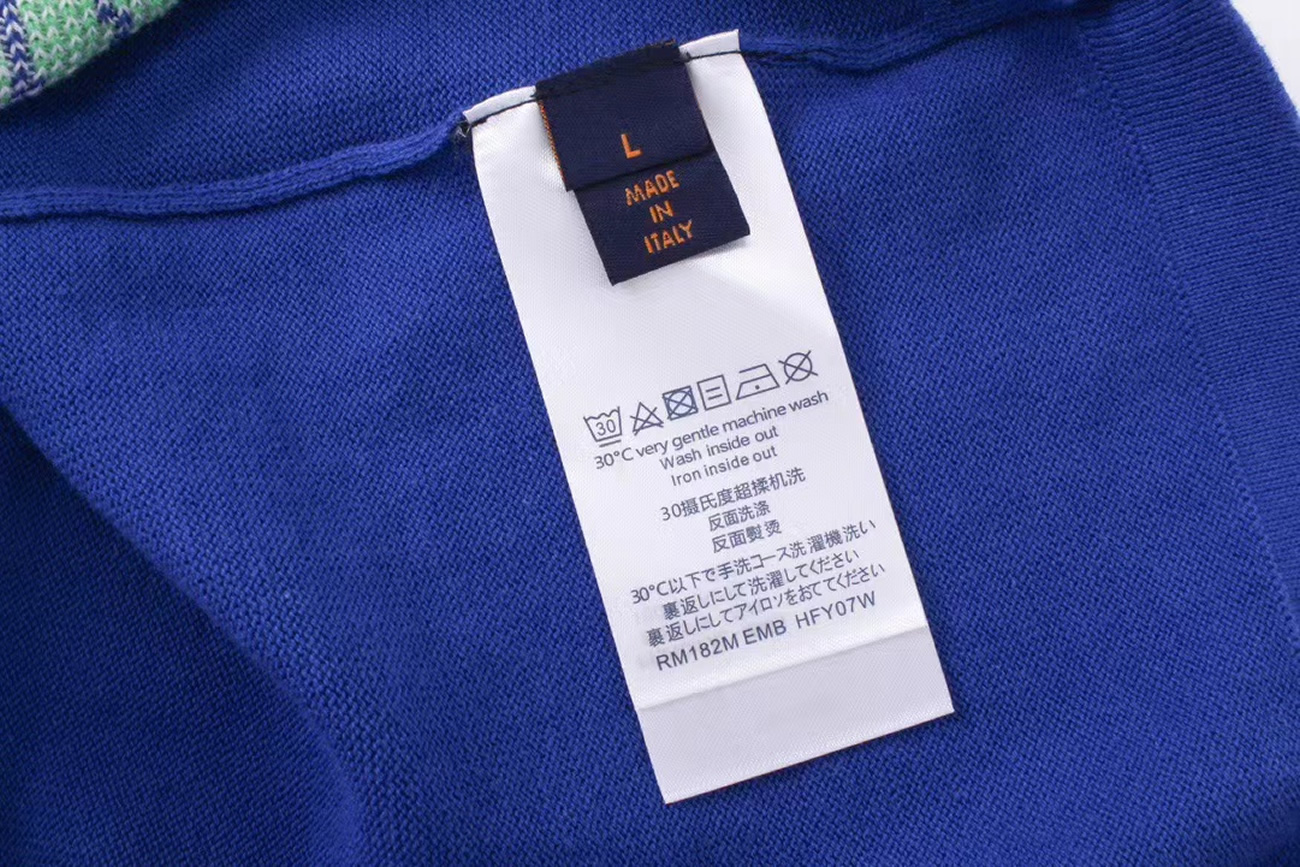 L
MADE
IN
ITALY
30
30°C very gentle machine wash
Wash inside out
Iron inside out
30摄氏度超揉机洗
反面洗涤
反面熨烫
30℃以下で手洗コース洗濯機洗い
裏返しにして洗濯してください
裏返しにしてアイロンをおててください
RM182M EMB HFY07W